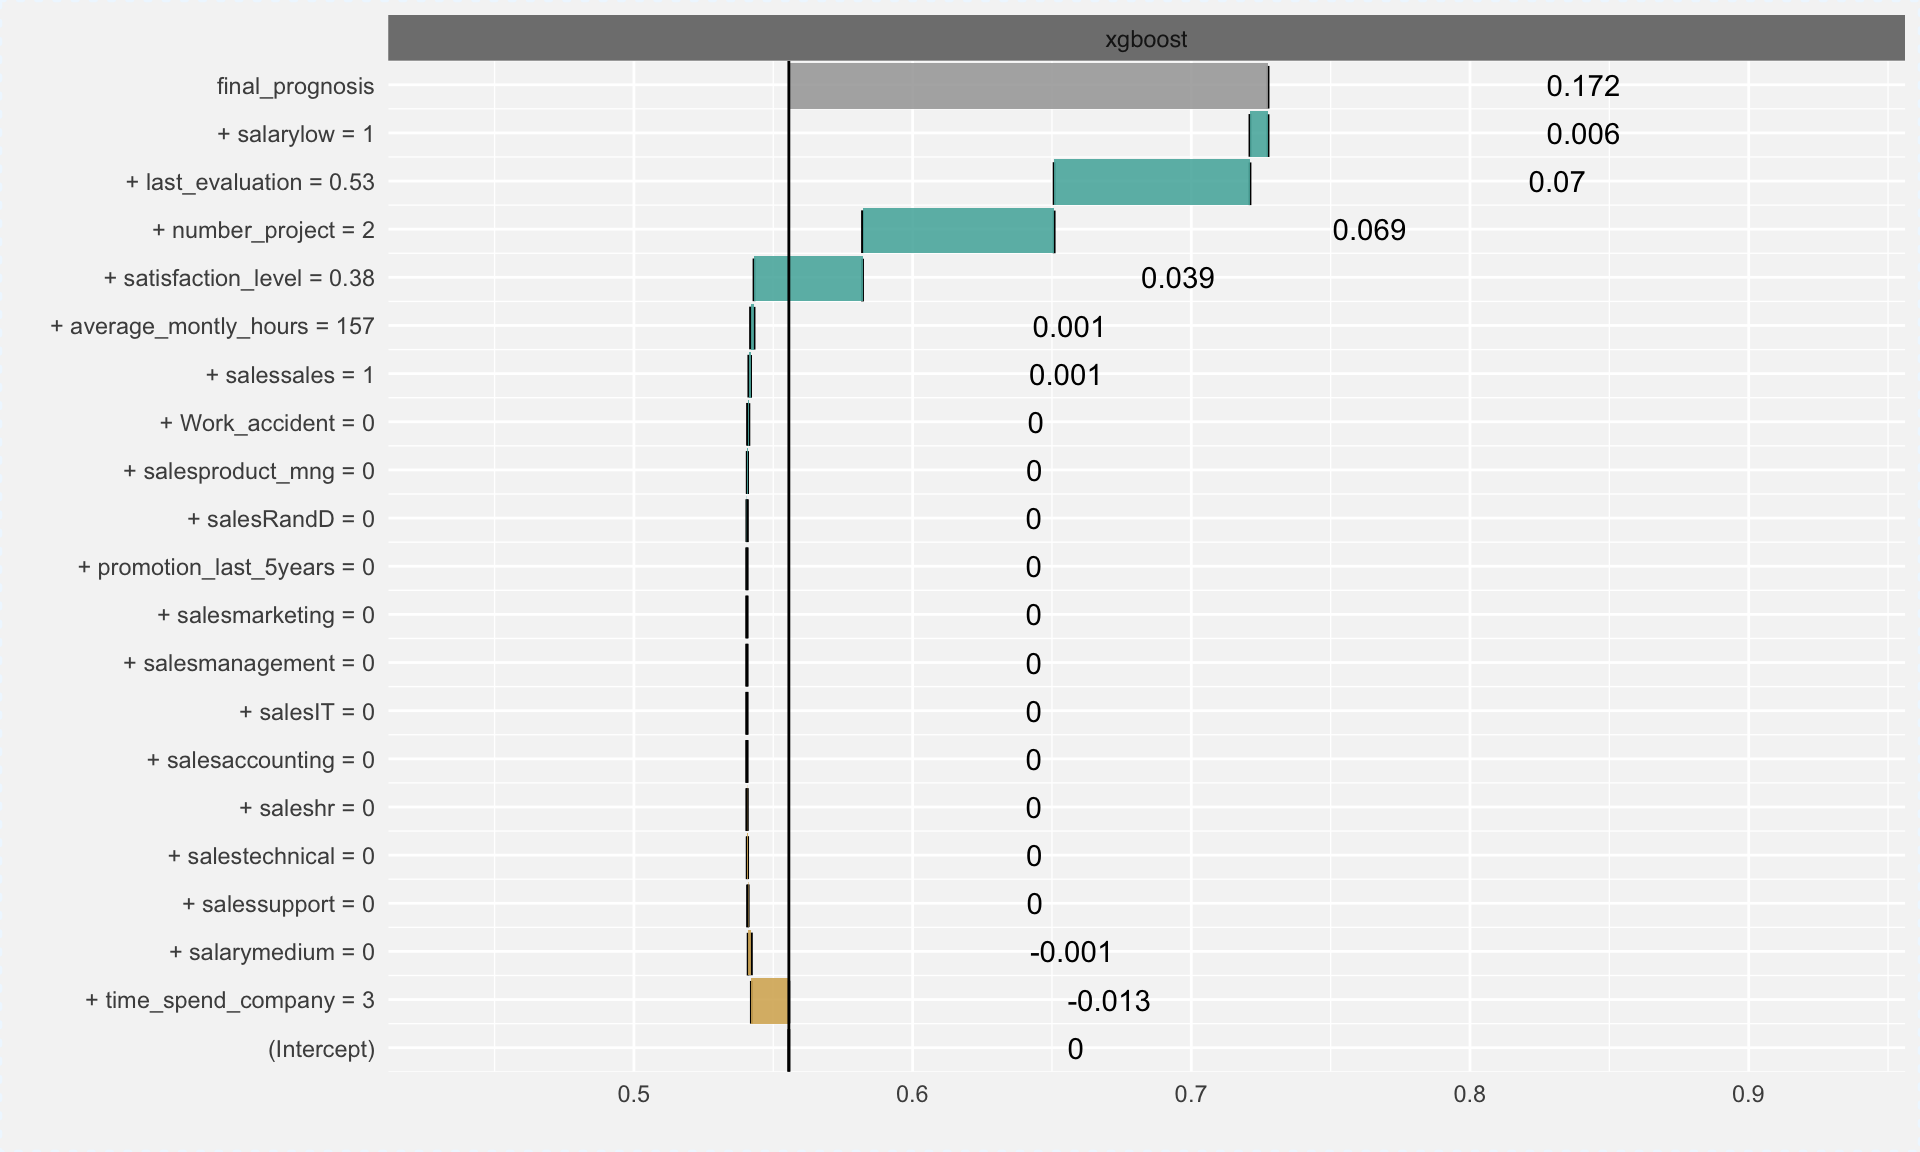 xgboost
final_prognosis 0.172
+ salarylow = 1 0.006
+ last_evaluation = 0.53 0.07
+ number_project = 2 0.069
+ satisfaction_level = 0.38 0.039
+ average_montly_hours = 157 0.001
+ salessales = 1 0.001
+ Work_accident = 0 0
+ salesproduct_mng = 0 0
+ salesRandD = 0 0
+ promotion_last_5years = 0 0
+ salesmarketing = 0 0
+ salesmanagement = 0 0
+ salesIT = 0 0
+ salesaccounting = 0 0
+ saleshr = 0 0
+ salestechnical = 0 0
+ salessupport = 0 0
+ salarymedium = 0 -0.001
+ time_spend_company = 3 -0.013
(Intercept) 0
0.5 0.6 0.7 0.8 0.9